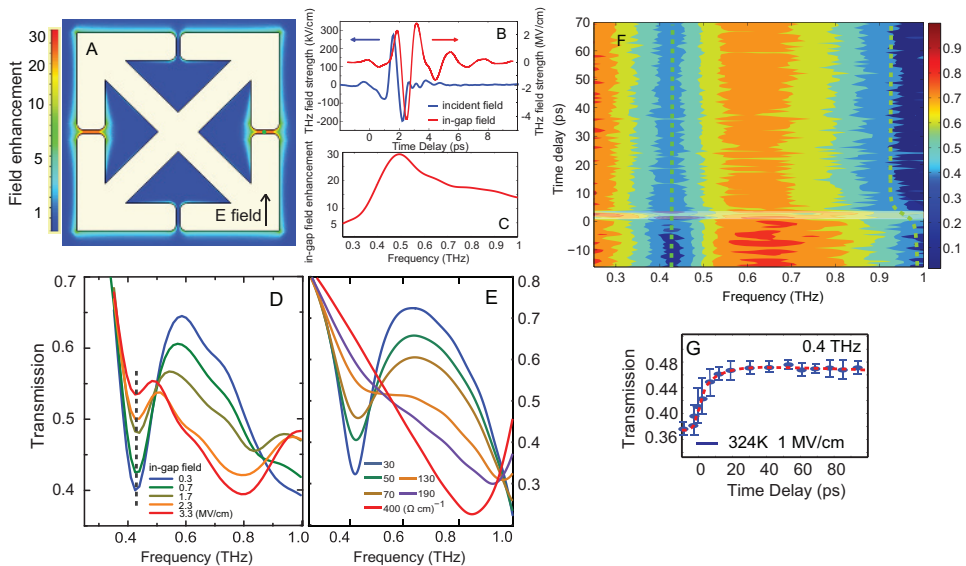 A
Field enhancement
30
20
10
5
1
E field
B
THz field strength (kV/cm)
300
200
100
0
-100
-200
THz field strength (MV/cm)
2
0
-2
-4
incident field
in-gap field
0 2 4 6 8
Time Delay (ps)
C
in-gap field enhancement
30
25
20
15
10
5
0.3 0.4 0.5 0.6 0.7 0.8 0.9 1
Frequency (THz)
D
Transmission
0.7
0.6
0.5
0.4
in-gap field
0.3
0.7
1.7
2.3
3.3 (MV/cm)
0.4 0.6 0.8 1.0
Frequency (THz)
E
0.8
0.7
0.6
0.5
0.4
0.3
30
50 130
70 190
400 (Ω cm)⁻¹
0.4 0.6 0.8 1.0
Frequency (THz)
F
Time delay (ps)
70
60
50
40
30
20
10
0
−10
0.3 0.4 0.5 0.6 0.7 0.8 0.9 1
Frequency (THz)
0.9
0.8
0.7
0.6
0.5
0.4
0.3
0.2
0.1
G
0.4 THz
Transmission
0.48
0.44
0.40
0.36
324K 1 MV/cm
0 20 40 60 80
Time Delay (ps)